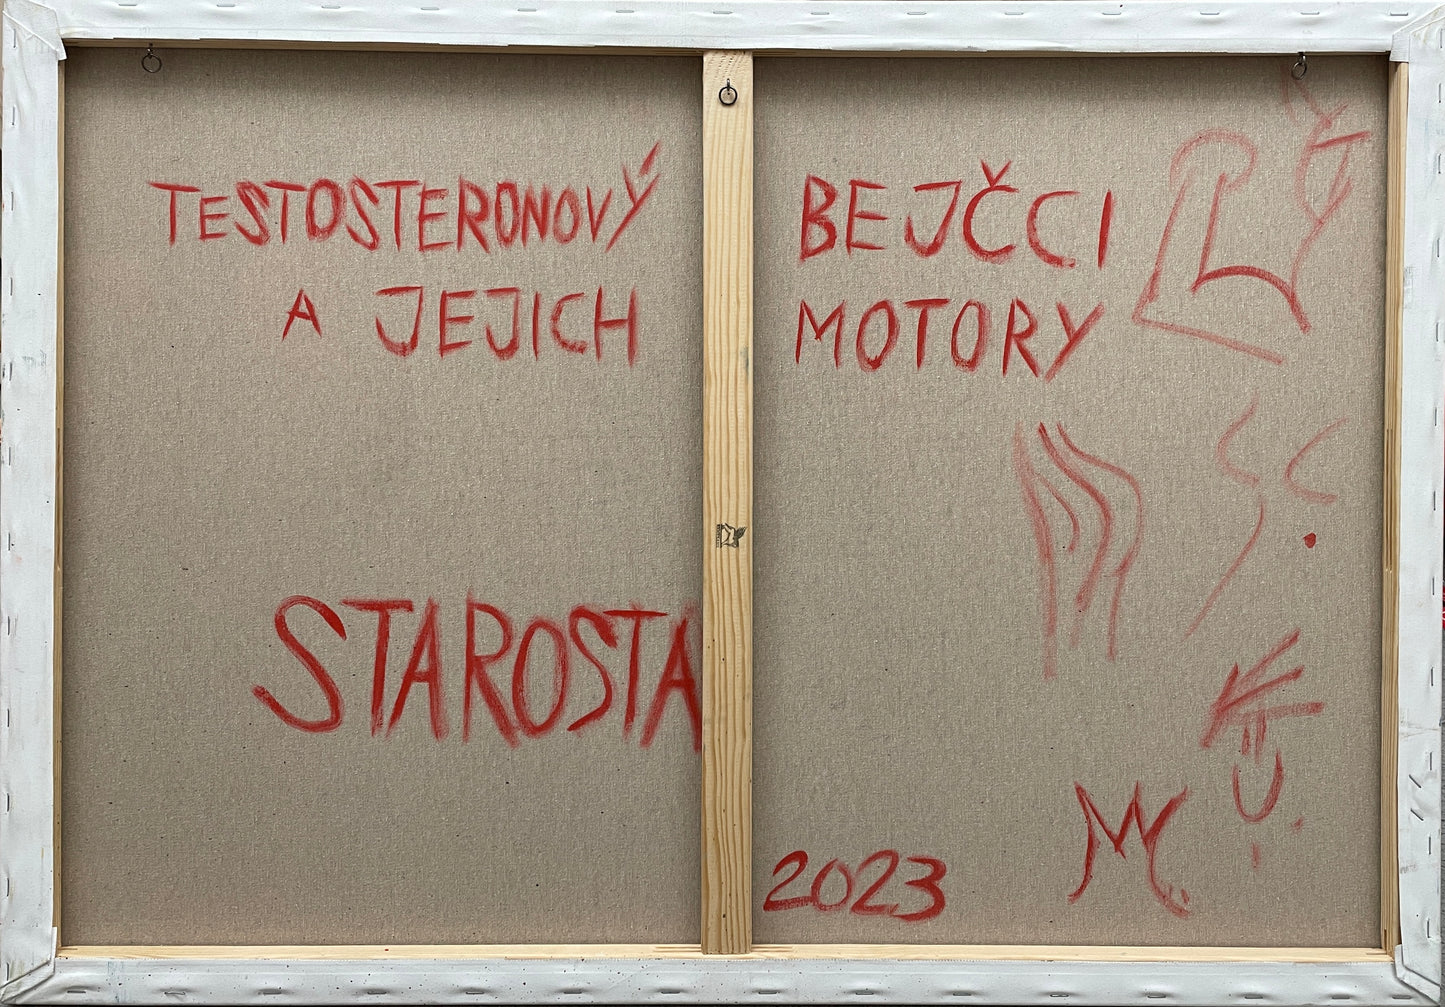 TESTOSTERONOVÝ BEJČCI
A JEJICH MOTORY
STAROSTA
2023